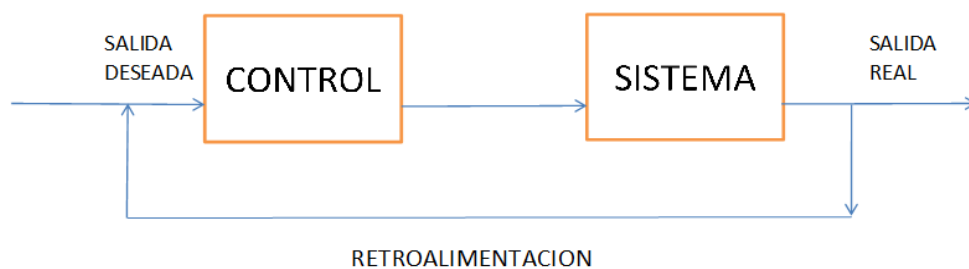 SALIDA
DESEADA
CONTROL
SISTEMA
SALIDA
REAL
RETROALIMENTACION